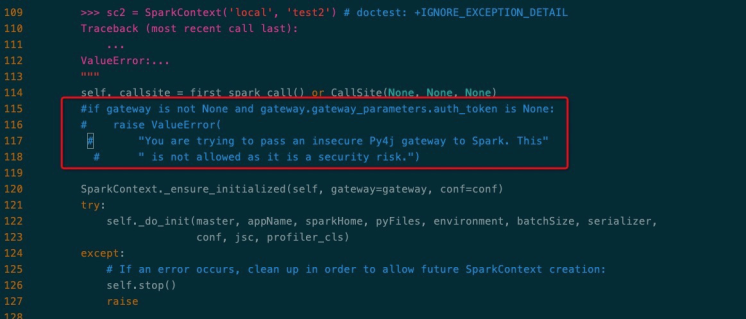 109 >>> sc2 = SparkContext('local', 'test2') # doctest: +IGNORE_EXCEPTION_DETAIL
110 Traceback (most recent call last):
111 ...
112 ValueError:...
113 """
114 self._callsite = first_spark_call() or CallSite(None, None, None)
115 #if gateway is not None and gateway.gateway_parameters.auth_token is None:
116 # raise ValueError(
117 # "You are trying to pass an insecure Py4j gateway to Spark. This"
118 # " is not allowed as it is a security risk.")
119
120 SparkContext._ensure_initialized(self, gateway=gateway, conf=conf)
121 try:
122 self._do_init(master, appName, sparkHome, pyFiles, environment, batchSize, serializer,
123 conf, jsc, profiler_cls)
124 except:
125 # If an error occurs, clean up in order to allow future SparkContext creation:
126 self.stop()
127 raise
128